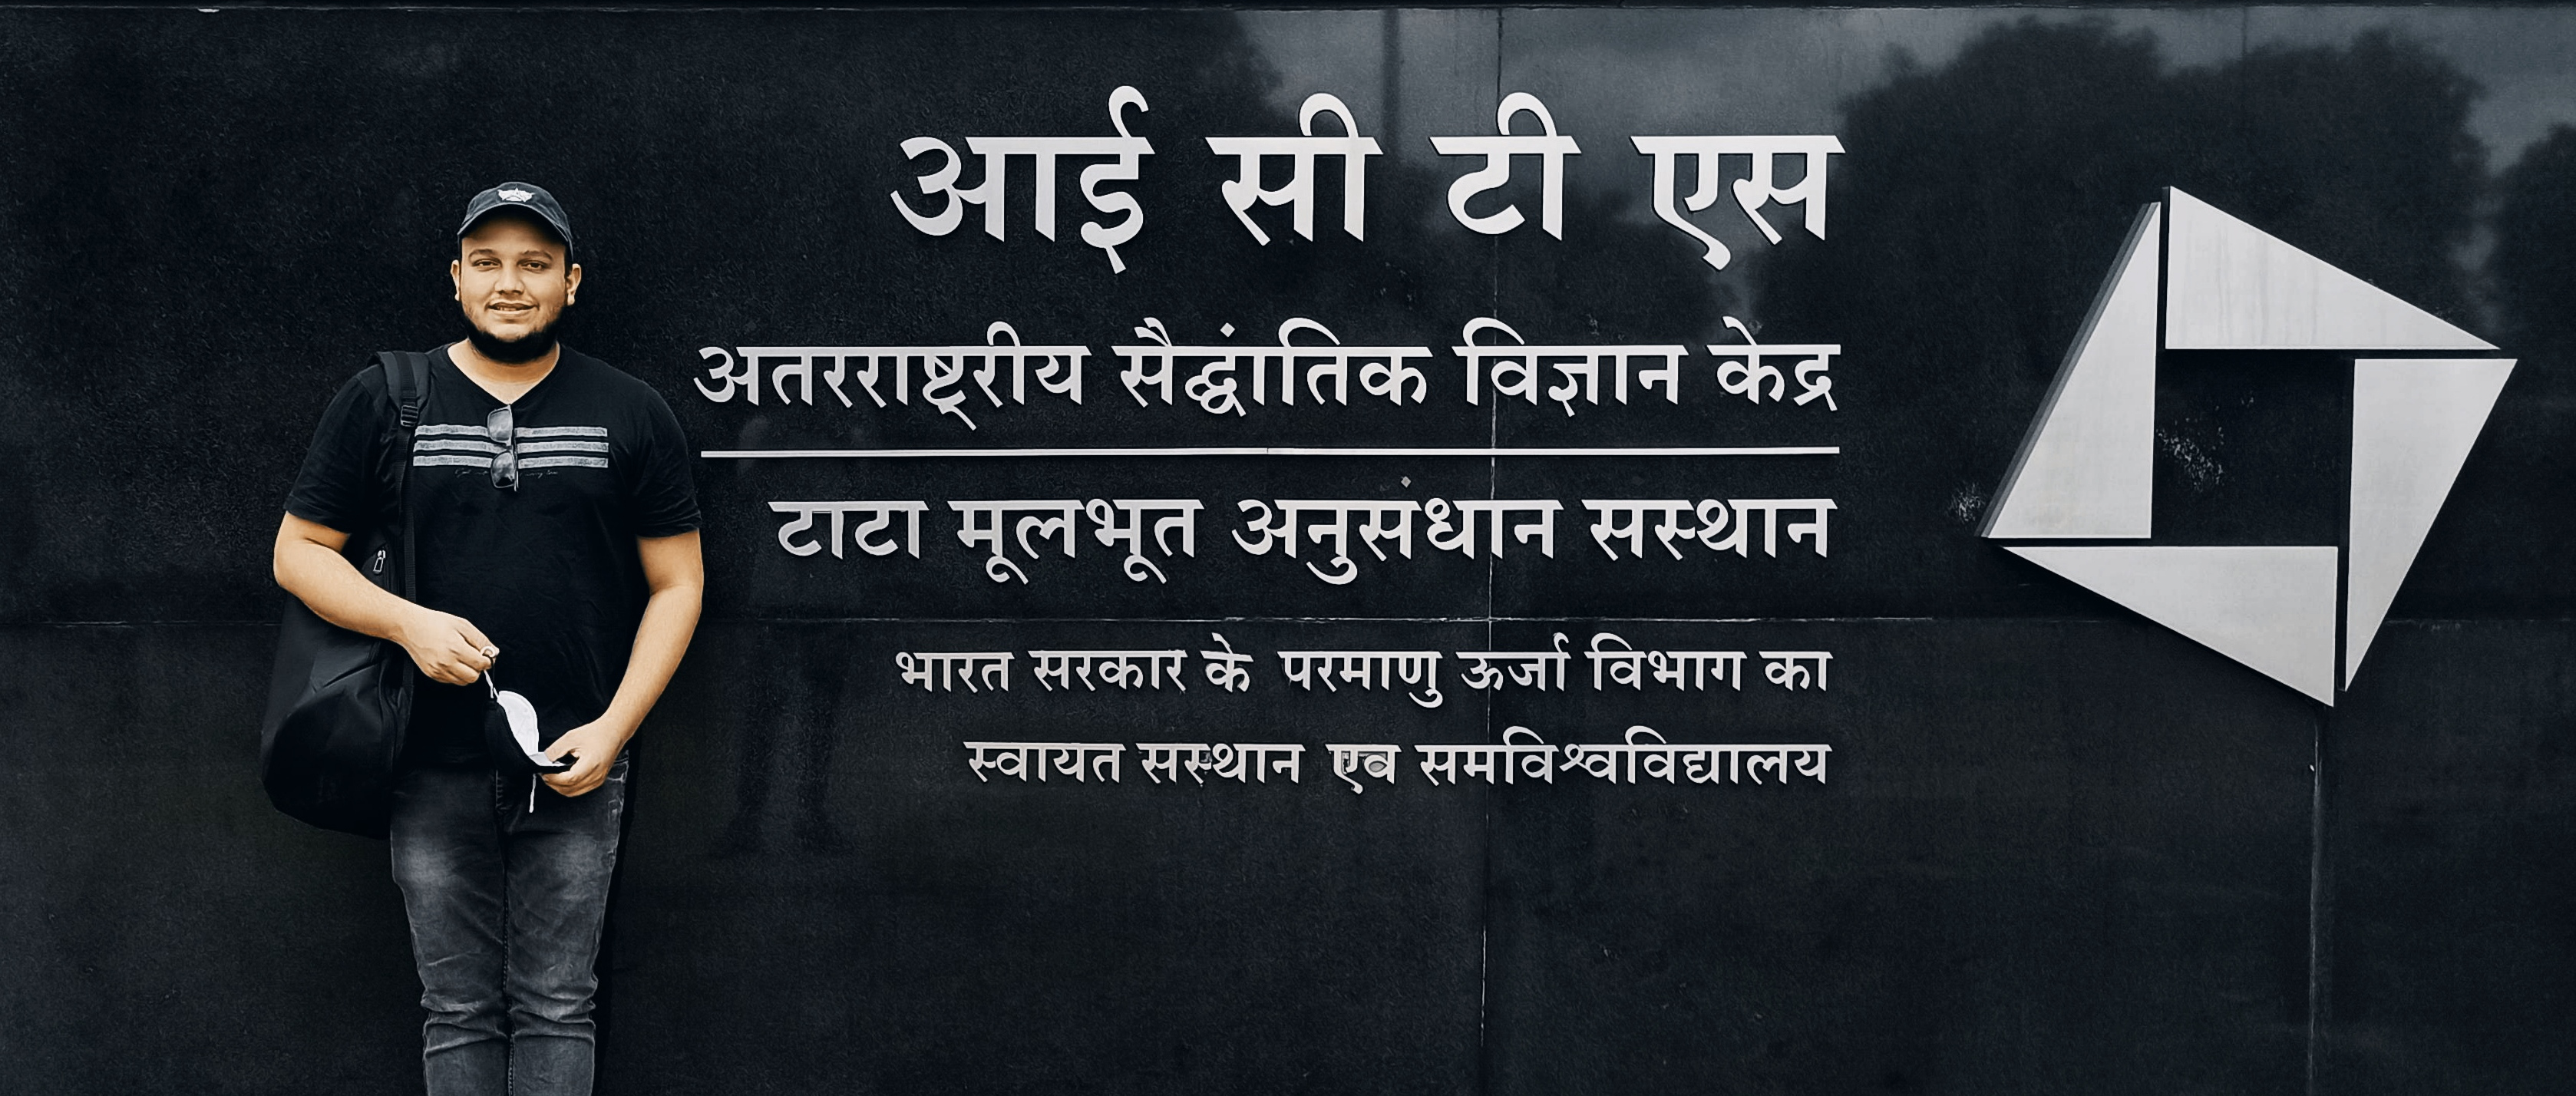 आई सी टी एस
अतरराष्ट्रीय सैद्धांतिक विज्ञान केद्र
टाटा मूलभूत अनुसंधान सस्थान
भारत सरकार के परमाणु ऊर्जा विभाग का
स्वायत सस्थान एव समविश्वविद्यालय